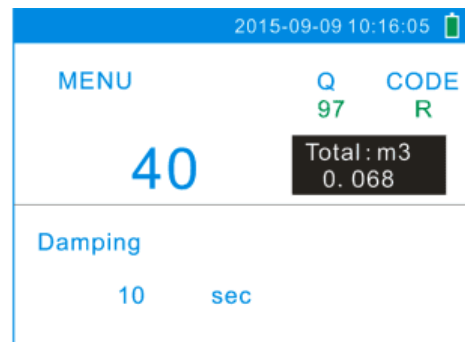 2015-09-09 10:16:05
MENU Q CODE
97 R
40 Total:m3
0.068
Damping
10 sec